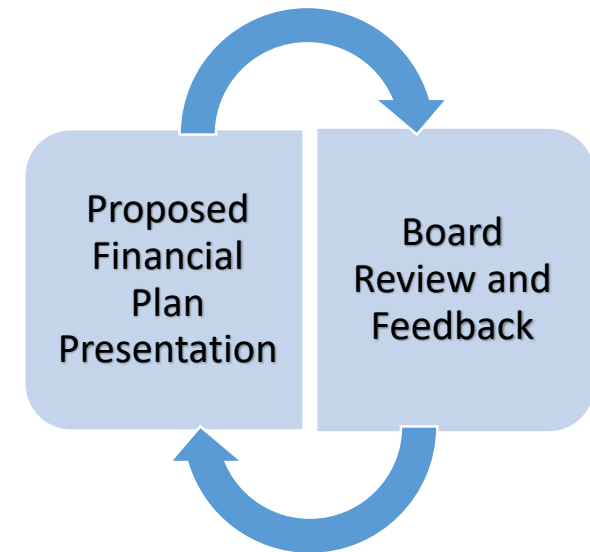 Proposed
Financial
Plan
Presentation
Board
Review and
Feedback